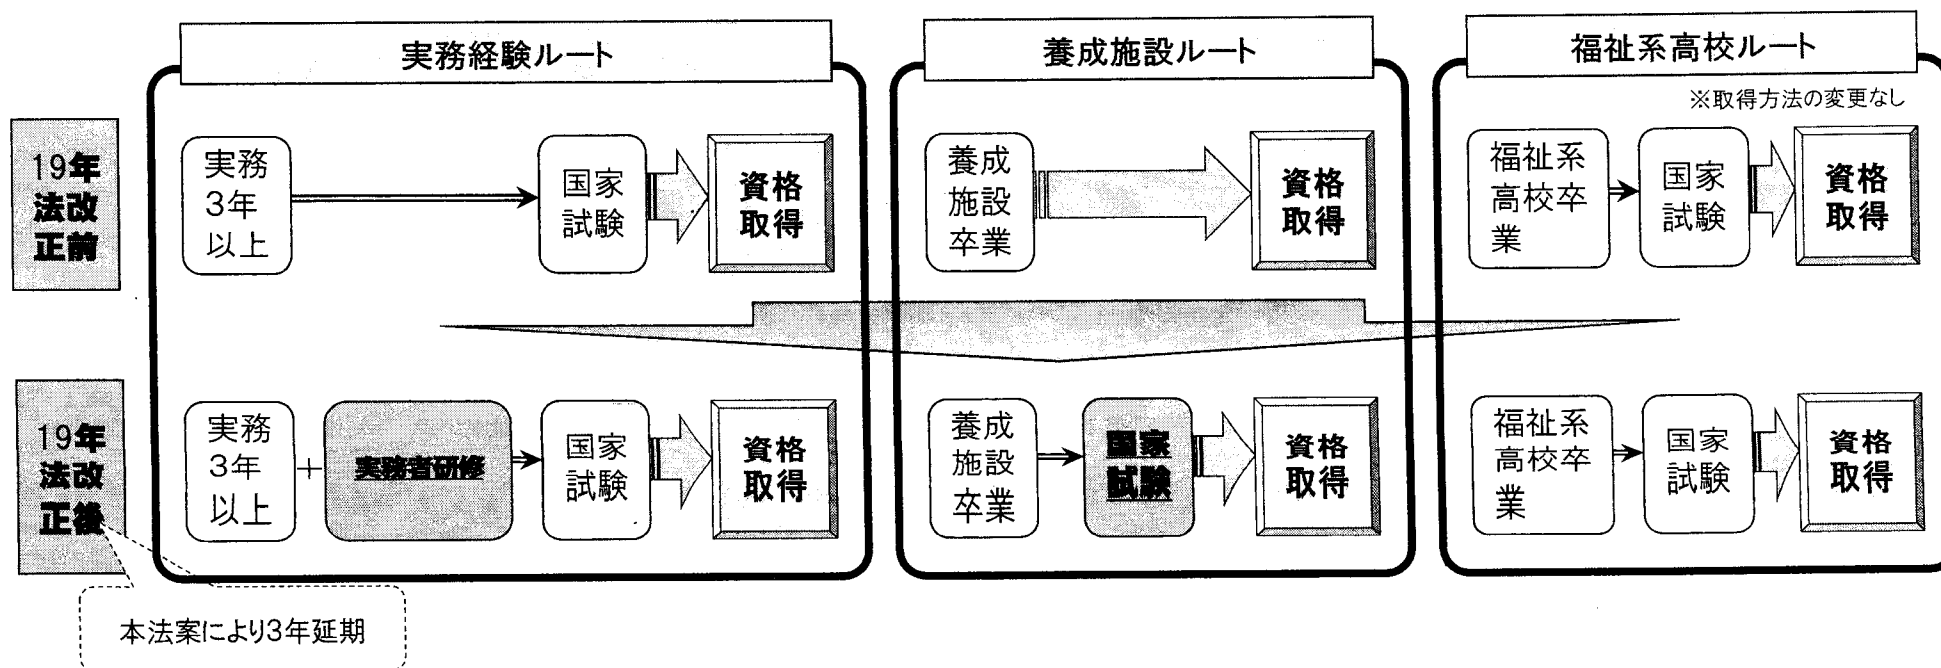 実務経験ルート
養成施設ルート
福祉系高校ルート
※取得方法の変更なし
19年
法改
正前
実務
3年
以上
国家
試験
資格
取得
養成
施設
卒業
資格
取得
福祉系
高校卒
業
国家
試験
資格
取得
19年
法改
正後
実務
3年
以上
+
実務者研修
国家
試験
資格
取得
養成
施設
卒業
国家
試験
資格
取得
福祉系
高校卒
業
国家
試験
資格
取得
本法案により3年延期